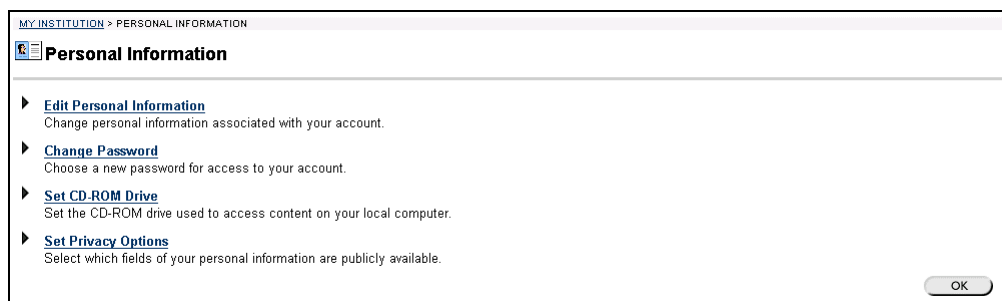 MY INSTITUTION > PERSONAL INFORMATION
Personal Information
Edit Personal Information
Change personal information associated with your account.
Change Password
Choose a new password for access to your account.
Set CD-ROM Drive
Set the CD-ROM drive used to access content on your local computer.
Set Privacy Options
Select which fields of your personal information are publicly available.
OK